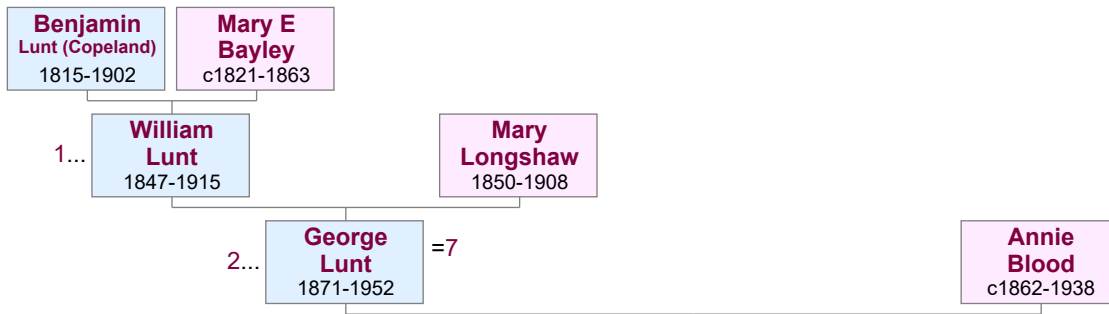 Benjamin
Lunt (Copeland)
1815-1902
Mary E
Bayley
c1821-1863
1...
William
Lunt
1847-1915
Mary
Longshaw
1850-1908
2...
George
Lunt
1871-1952
=7
Annie
Blood
c1862-1938